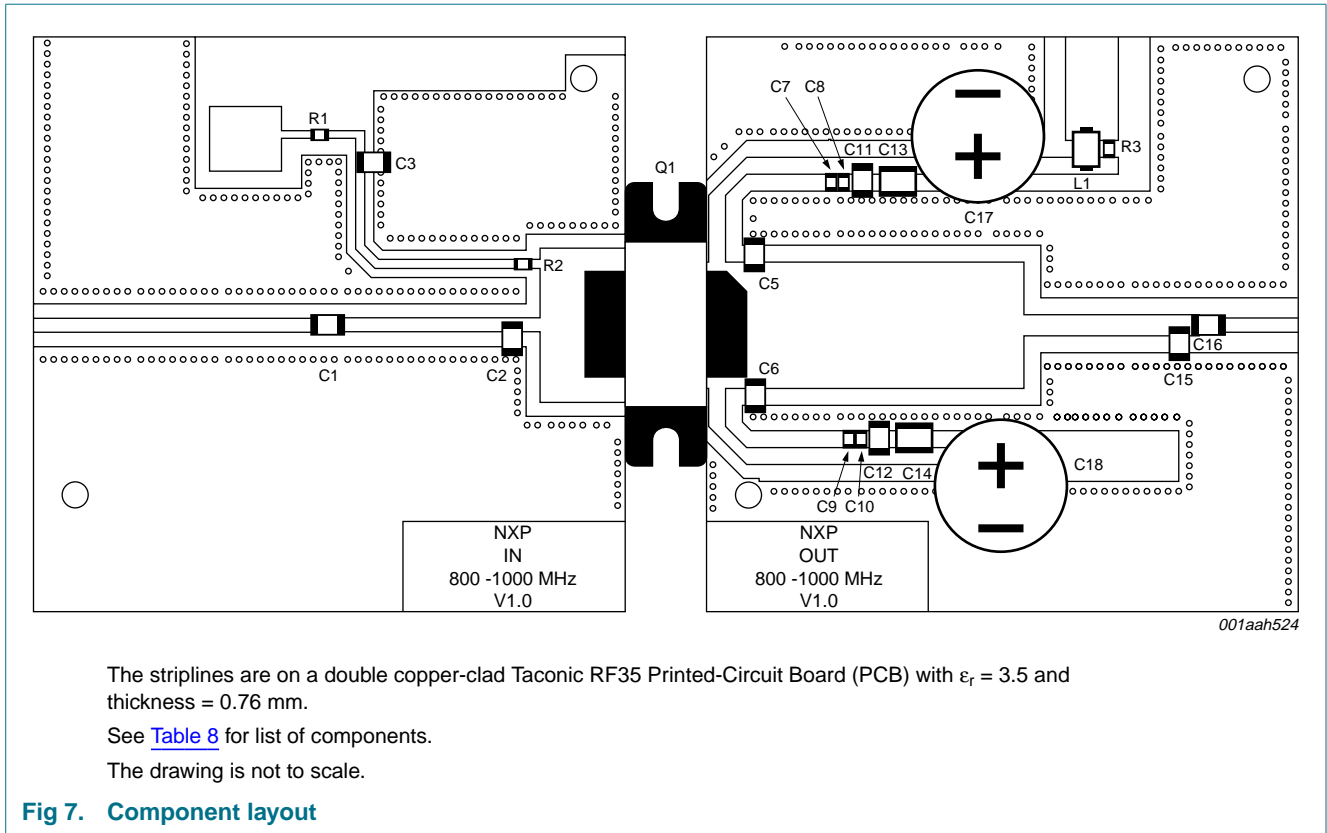 C7 C8
R1
C3
Q1
C11 C13
R3
L1
C17
R2
C5
C16
C1
C2
C6
C15
C18
C12 C14
C9 C10
NXP
IN
800 -1000 MHz
V1.0
NXP
OUT
800 -1000 MHz
V1.0
001aah524
The striplines are on a double copper-clad Taconic RF35 Printed-Circuit Board (PCB) with εr = 3.5 and
thickness = 0.76 mm.
See Table 8 for list of components.
The drawing is not to scale.
Fig 7. Component layout